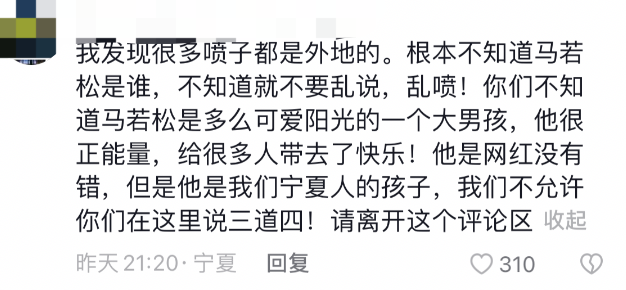 我发现很多喷子都是外地的。根本不知道马若
松是谁，不知道就不要乱说，乱喷！你们不知
道马若松是多么可爱阳光的一个大男孩，他很
正能量，给很多人带去了快乐！他是网红没有
错，但是他是我们宁夏人的孩子，我们不允许
你们在这里说三道四！请离开这个评论区 收起
昨天21:20·宁夏 回复 310